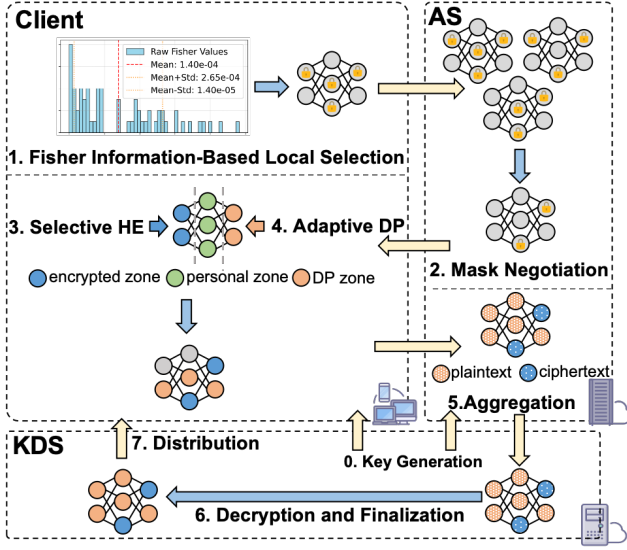 Client
Raw Fisher Values
Mean: 1.40e-04
Mean+Std: 2.65e-04
Mean-Std: 1.40e-05
1. Fisher Information-Based Local Selection
AS
2. Mask Negotiation
3. Selective HE
4. Adaptive DP
encrypted zone
personal zone
DP zone
plaintext
ciphertext
5.Aggregation
KDS
7. Distribution
0. Key Generation
6. Decryption and Finalization